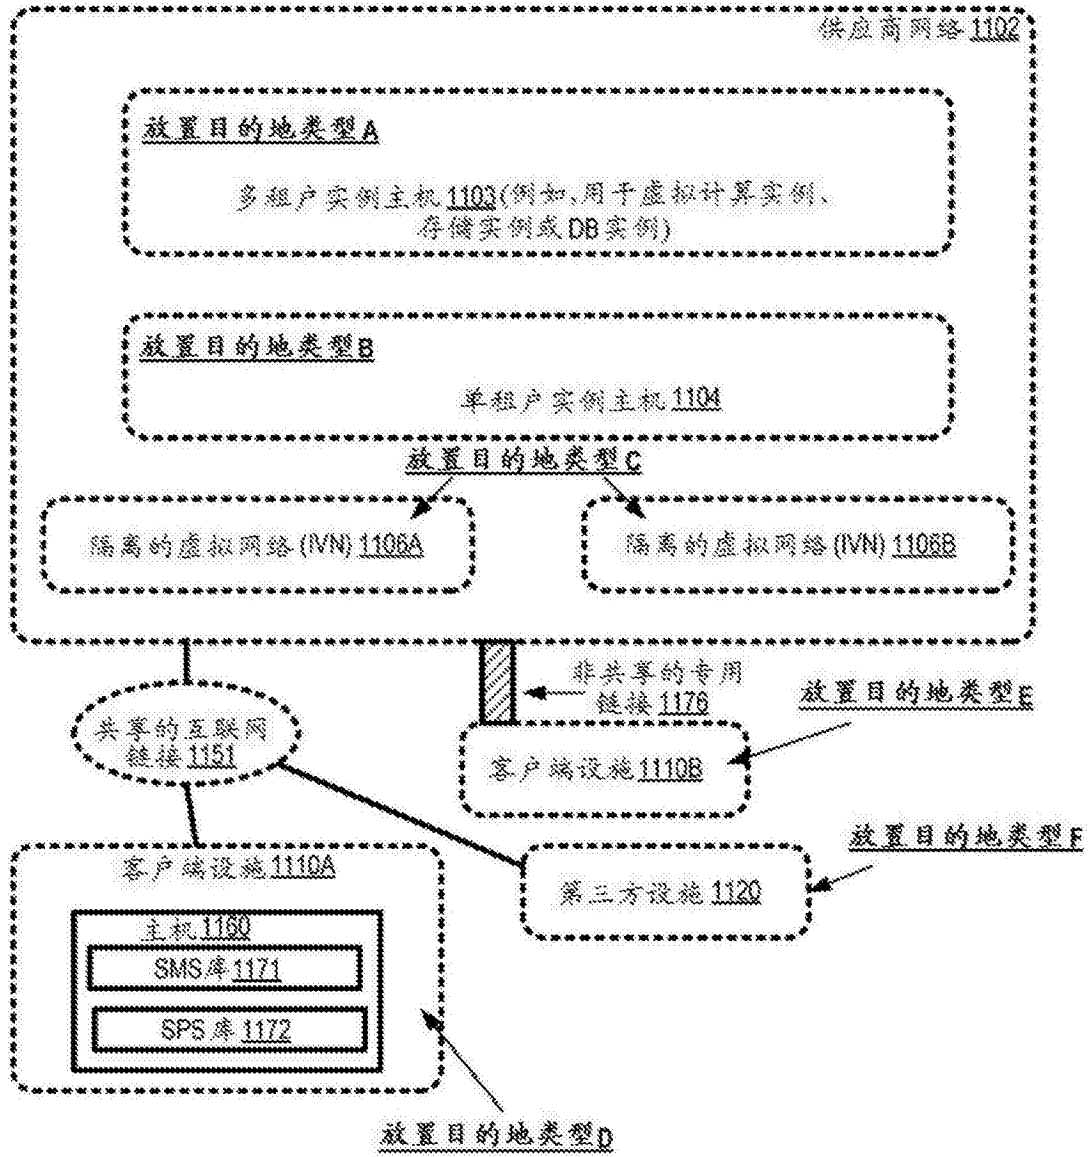 供应商网络1102
放置目的地类型A
多租户实例主机1103(例如、用于虚拟计算实例、
存储实例或DB实例)
放置目的地类型B
单租户实例主机1104
放置目的地类型C
隔离的虚拟网络(IVN)1106A
隔离的虚拟网络(IVN)1106B
非共享的专用
链接1176
放置目的地类型E
共享的互联网
链接1151
客户端设施1110B
放置目的地类型F
客户端设施1110A
第三方设施1120
主机1160
SMS库1171
SPS库1172
放置目的地类型D